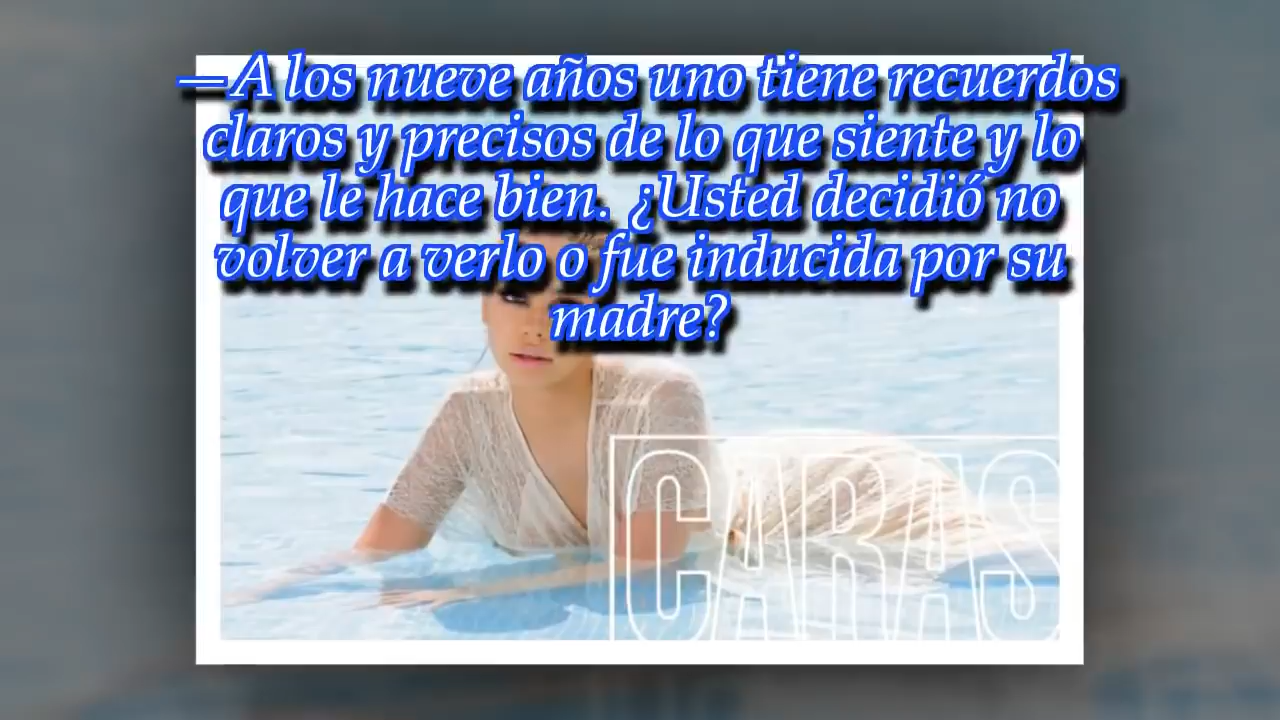 —A los nueve años uno tiene recuerdos
claros y precisos de lo que siente y lo
que le hace bien. ¿Usted decidió no
volver a verlo o fue inducida por su
madre?
CARAS